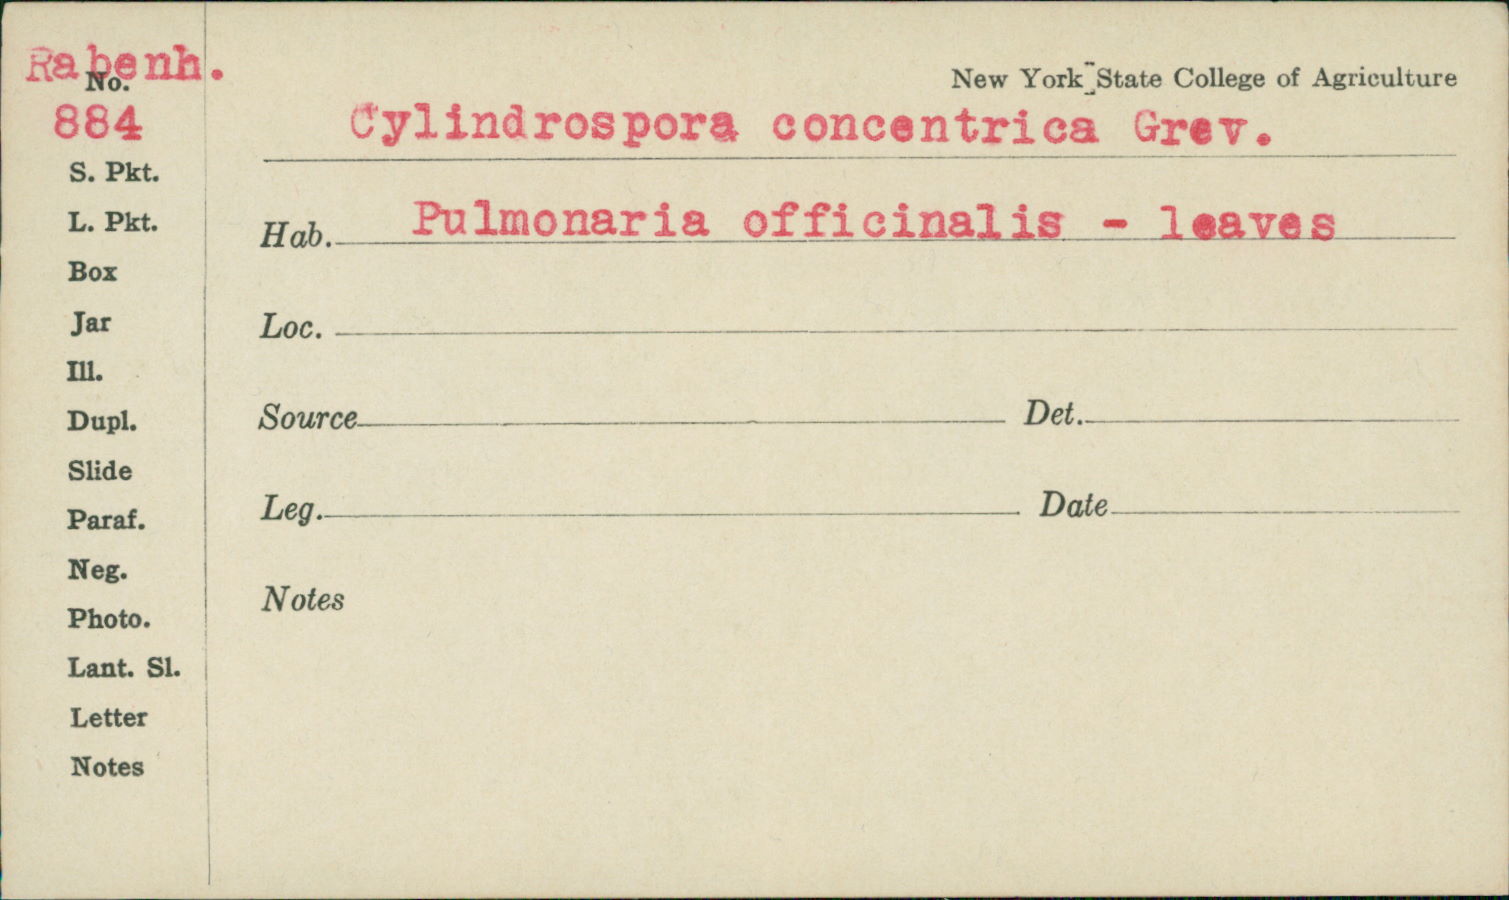 Rabenh.
No.
884
S. Pkt.
L. Pkt.
Box
Jar
Ill.
Dupl.
Slide
Paraf.
Neg.
Photo.
Lant. Sl.
Letter
Notes
New York State College of Agriculture
Cylindrospora concentrica Grev.
Hab. Pulmonaria officinalis - leaves
Loc.
Source Det.
Leg. Date
Notes